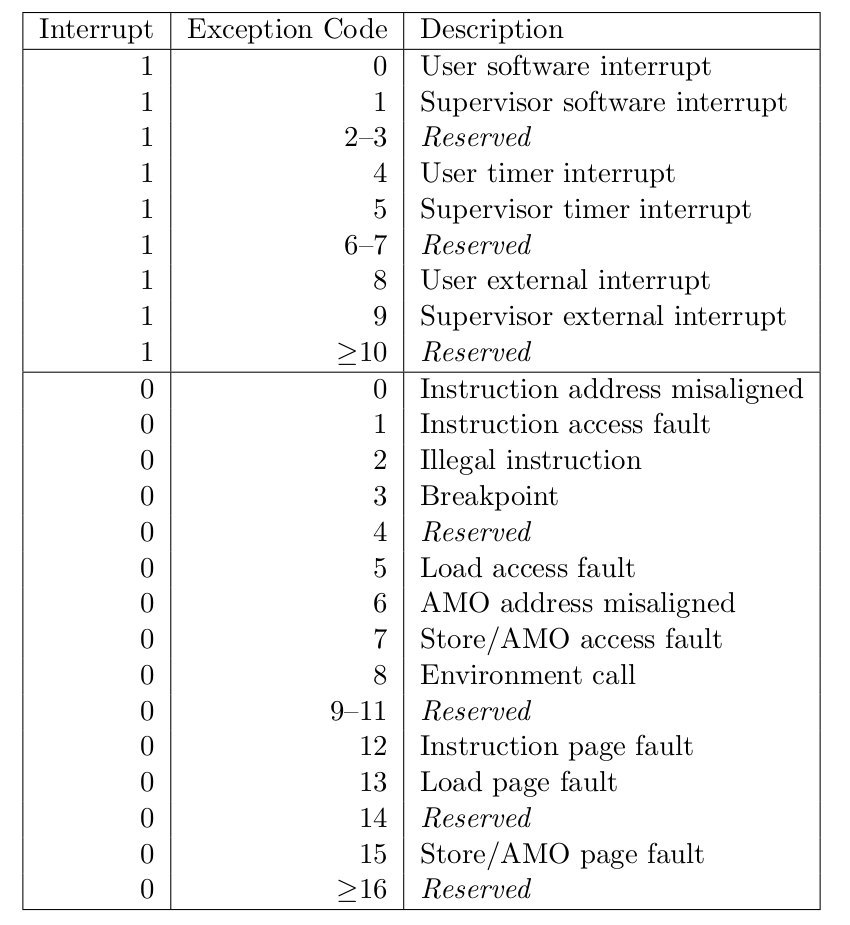 Interrupt Exception Code Description
1 0 User software interrupt
1 1 Supervisor software interrupt
1 2–3 Reserved
1 4 User timer interrupt
1 5 Supervisor timer interrupt
1 6–7 Reserved
1 8 User external interrupt
1 9 Supervisor external interrupt
1 ≥10 Reserved
0 0 Instruction address misaligned
0 1 Instruction access fault
0 2 Illegal instruction
0 3 Breakpoint
0 4 Reserved
0 5 Load access fault
0 6 AMO address misaligned
0 7 Store/AMO access fault
0 8 Environment call
0 9–11 Reserved
0 12 Instruction page fault
0 13 Load page fault
0 14 Reserved
0 15 Store/AMO page fault
0 ≥16 Reserved